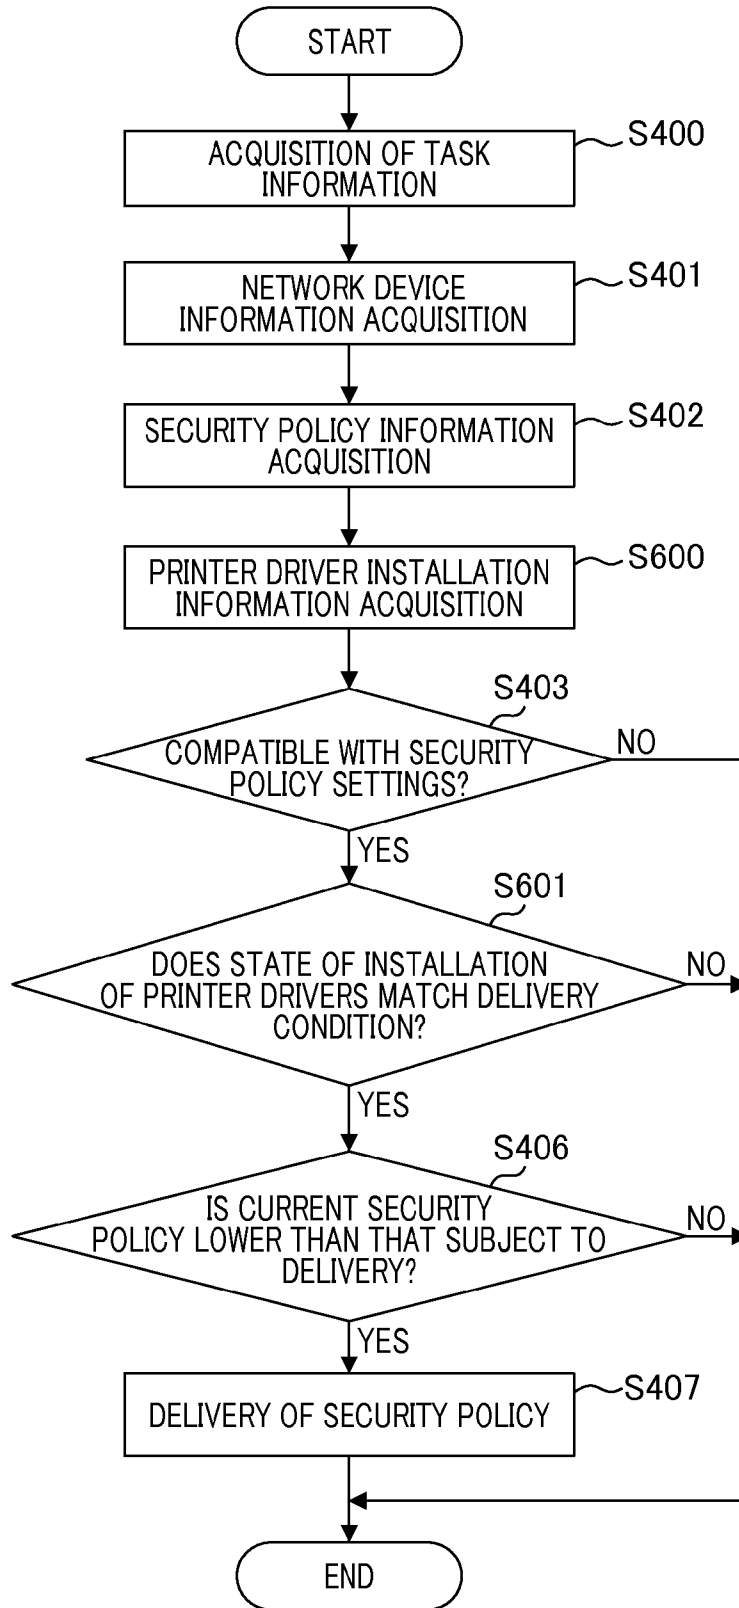 START
ACQUISITION OF TASK
INFORMATION
S400
NETWORK DEVICE
INFORMATION ACQUISITION
S401
SECURITY POLICY INFORMATION
ACQUISITION
S402
PRINTER DRIVER INSTALLATION
INFORMATION ACQUISITION
S600
S403
COMPATIBLE WITH SECURITY
POLICY SETTINGS?
NO
YES
S601
DOES STATE OF INSTALLATION
OF PRINTER DRIVERS MATCH DELIVERY
CONDITION?
NO
YES
S406
IS CURRENT SECURITY
POLICY LOWER THAN THAT SUBJECT TO
DELIVERY?
NO
YES
DELIVERY OF SECURITY POLICY
S407
END